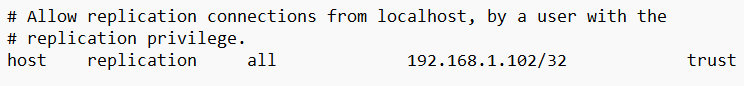 # Allow replication connections from localhost, by a user with the
# replication privilege.
host    replication     all             192.168.1.102/32            trust